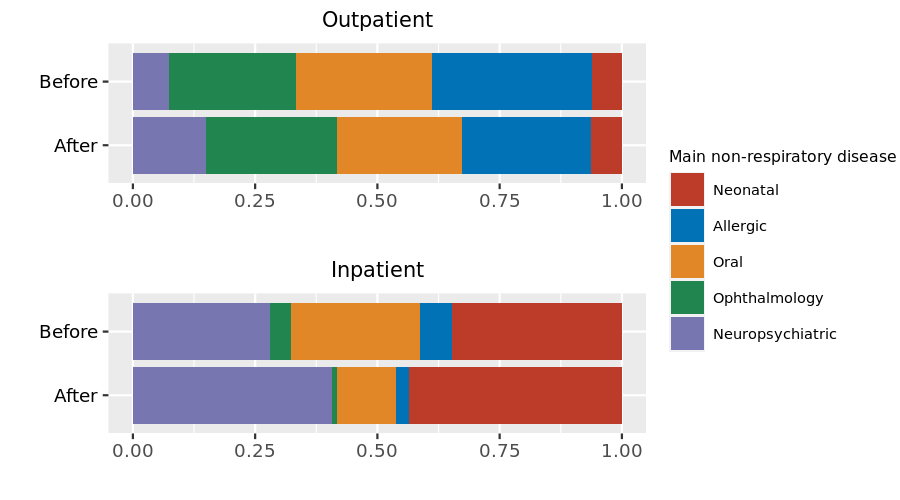 Outpatient
Before
After
0.00 0.25 0.50 0.75 1.00
Main non-respiratory disease
Neonatal
Allergic
Oral
Ophthalmology
Neuropsychiatric
Inpatient
Before
After
0.00 0.25 0.50 0.75 1.00